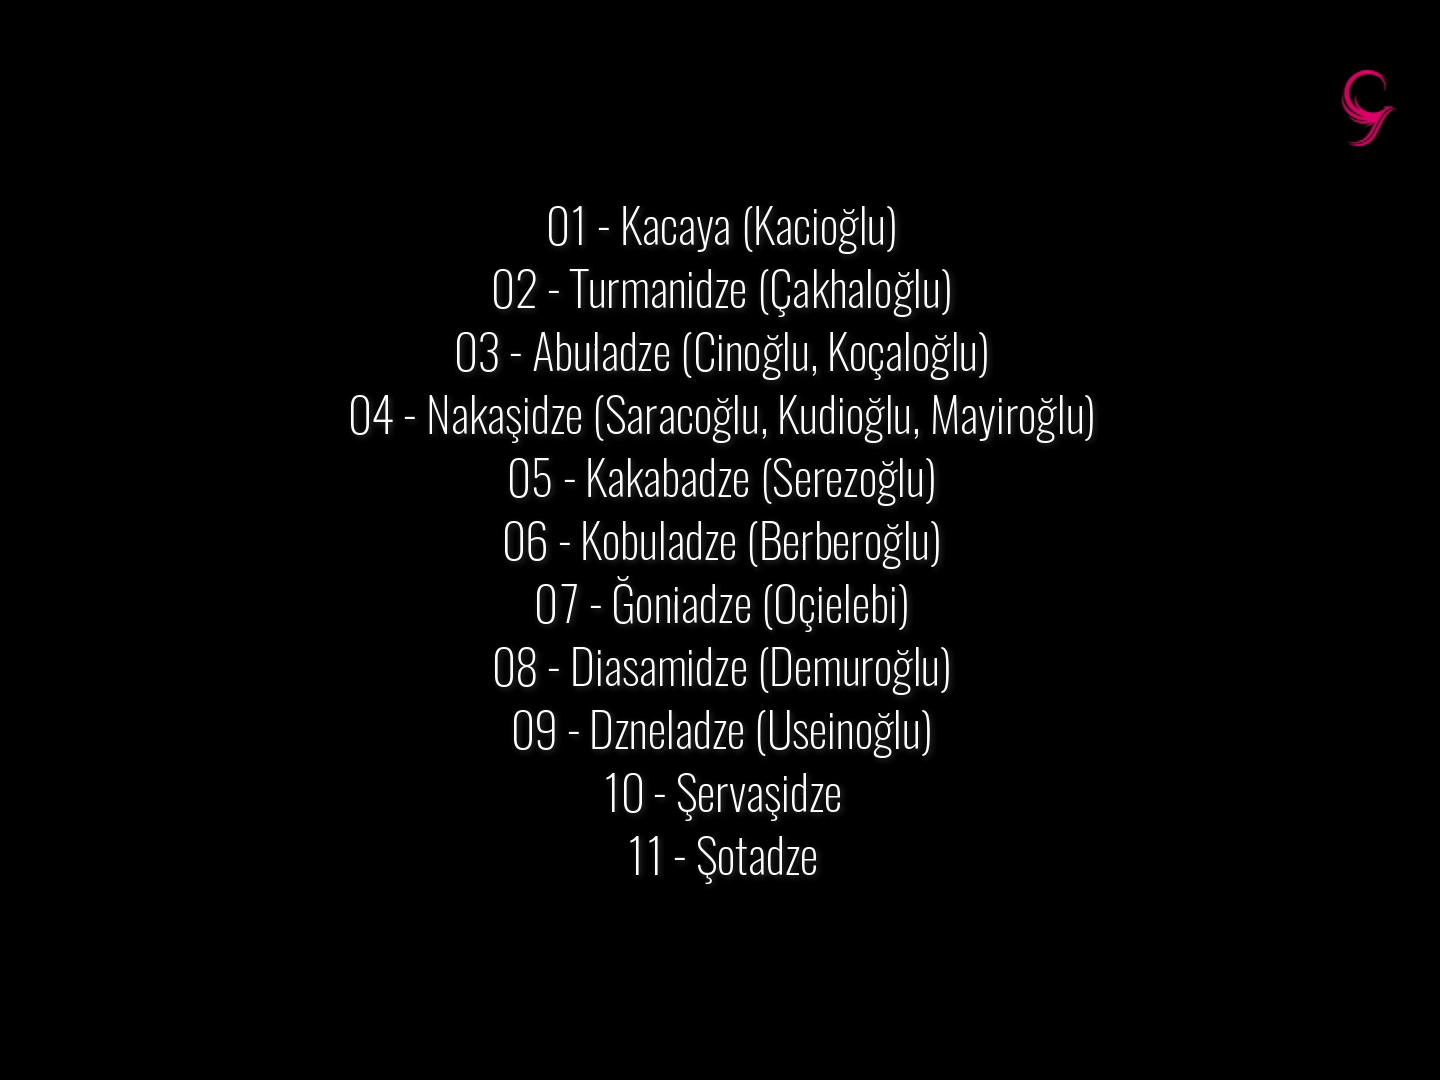 01 - Kacaya (Kacioğlu)
02 - Turmanidze (Çakhaloğlu)
03 - Abuladze (Cinoğlu, Koçaloğlu)
04 - Nakaşidze (Saracoğlu, Kudioğlu, Mayiroğlu)
05 - Kakabadze (Serezoğlu)
06 - Kobuladze (Berberoğlu)
07 - Ğoniadze (Oçielebi)
08 - Diasamidze (Demuroğlu)
09 - Dzneladze (Useinoğlu)
10 - Şervaşidze
11 - Şotadze